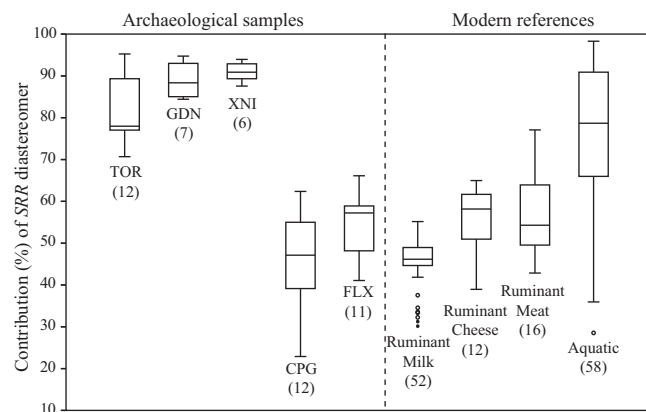 Archaeological samples
Modern references
Contribution (%) of SRR diastereomer
100
90
80
70
60
50
40
30
20
10
TOR
(12)
GDN
(7)
XNI
(6)
CPG
(12)
FLX
(11)
Ruminant
Milk
(52)
Ruminant
Cheese
(12)
Ruminant
Meat
(16)
Aquatic
(58)